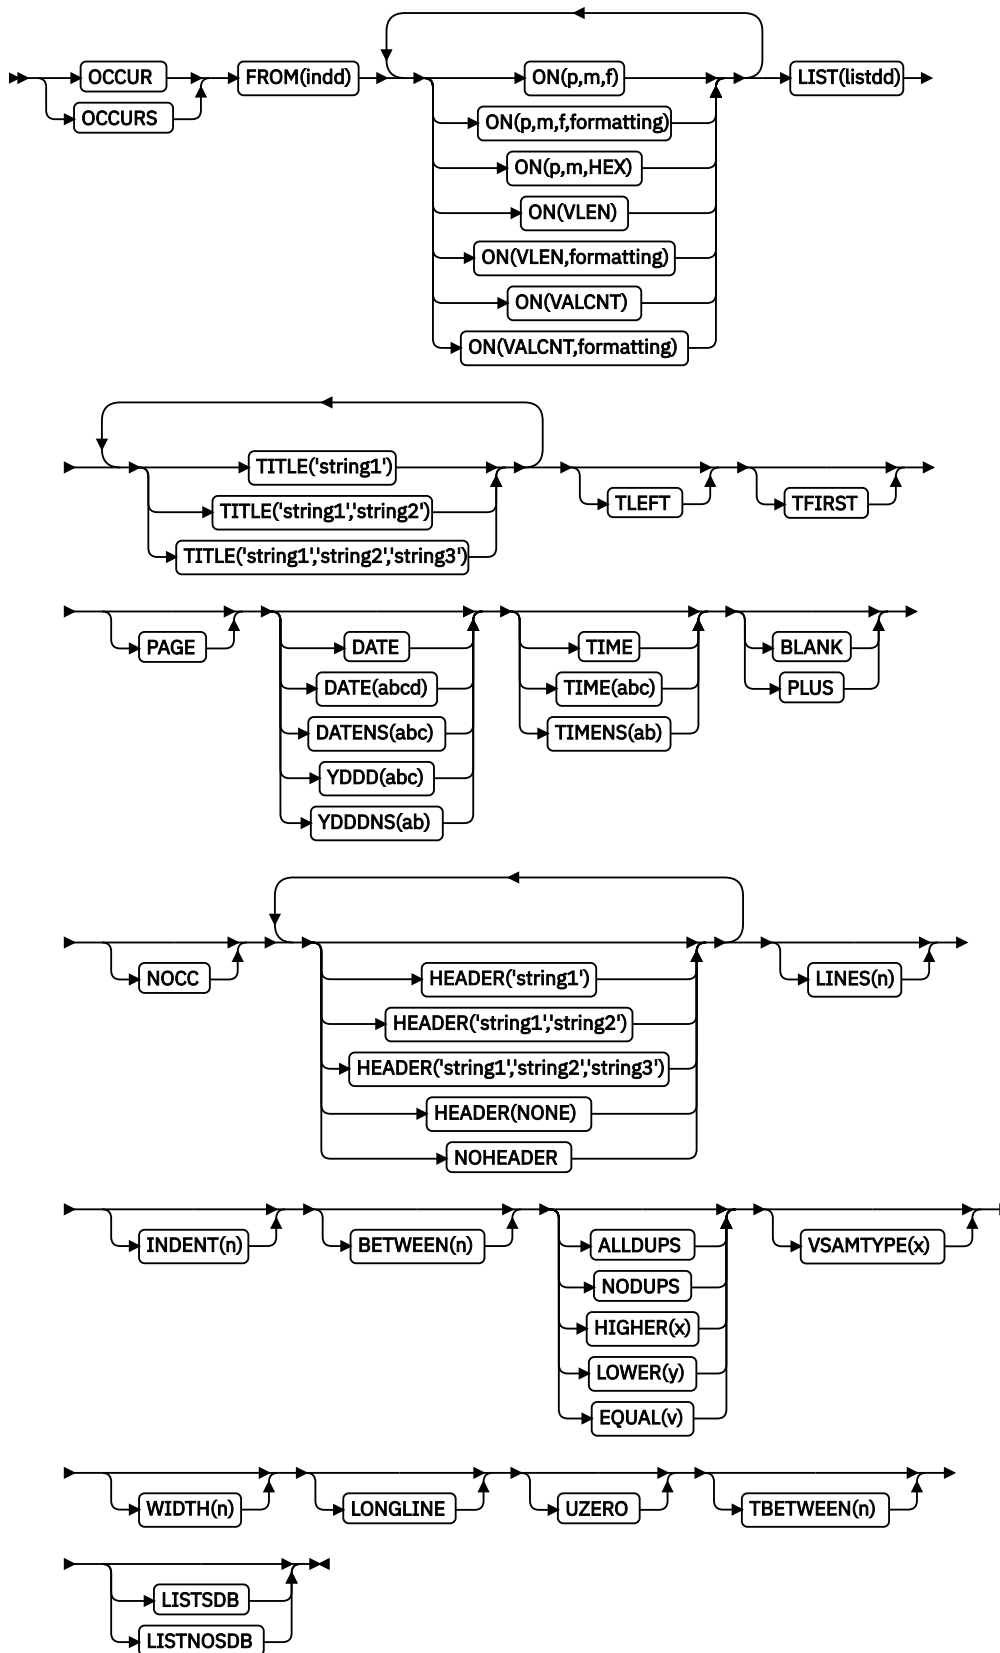 OCCUR FROM(indd) ON(p,m,f) LIST(listdd)
OCCURS
ON(p,m,f,formatting)
ON(p,m,HEX)
ON(VLEN)
ON(VLEN,formatting)
ON(VALCNT)
ON(VALCNT,formatting)
TITLE('string1')
TLEFT TFIRST
TITLE('string1','string2')
TITLE('string1','string2','string3')
PAGE DATE TIME BLANK
DATE(abcd) TIME(abc) PLUS
DATENS(abc) TIMENS(ab)
YDDD(abc)
YDDDNS(ab)
NOCC HEADER('string1') LINES(n)
HEADER('string1','string2')
HEADER('string1','string2','string3')
HEADER(NONE)
NOHEADER
INDENT(n) BETWEEN(n) ALLDUPS VSAMTYPE(x)
NODUPS
HIGHER(x)
LOWER(y)
EQUAL(v)
WIDTH(n) LONGLINE UZERO TBETWEEN(n)
LISTSDB
LISTNOSDB